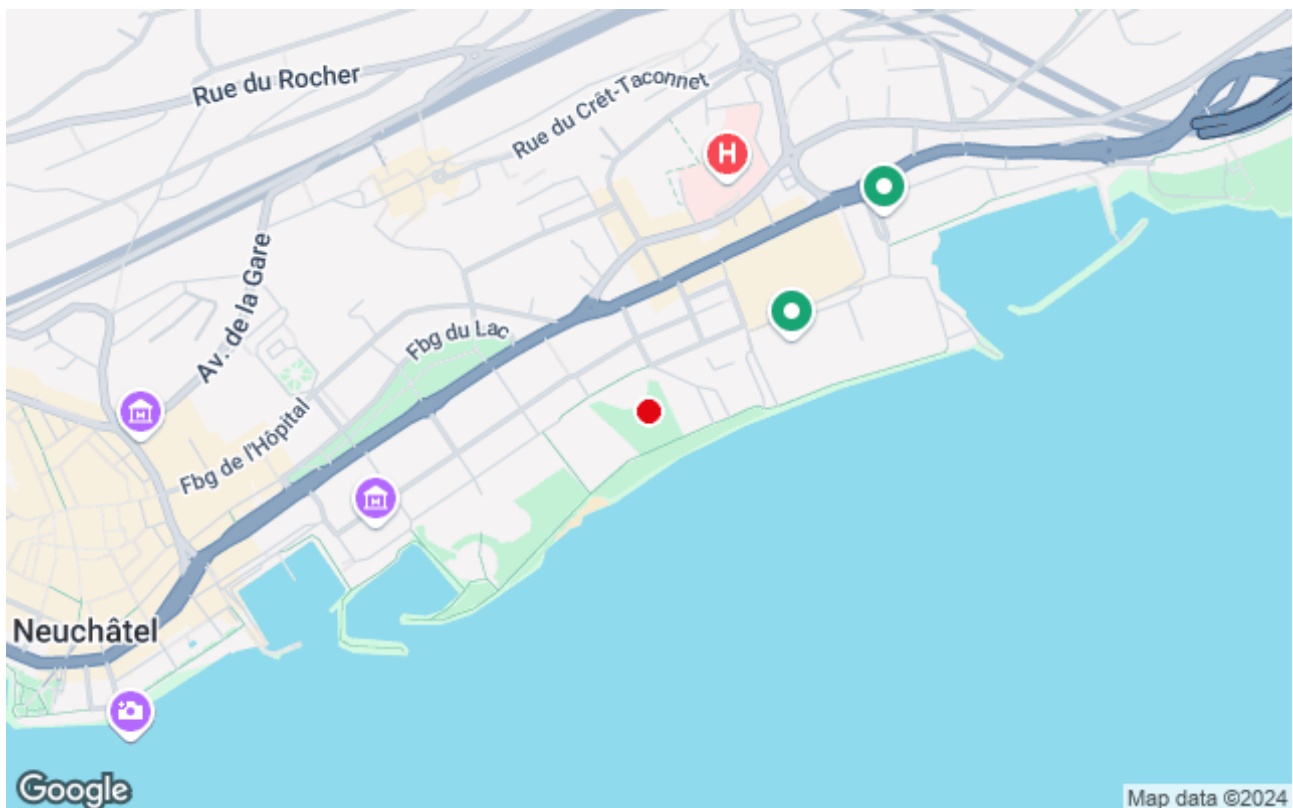 Rue du Rocher
Rue du Crêt-Taconnet
H
Av. de la Gare
Fbg du Lac
Fbg de l'Hôpital
Neuchâtel
Google
Map data ©2024